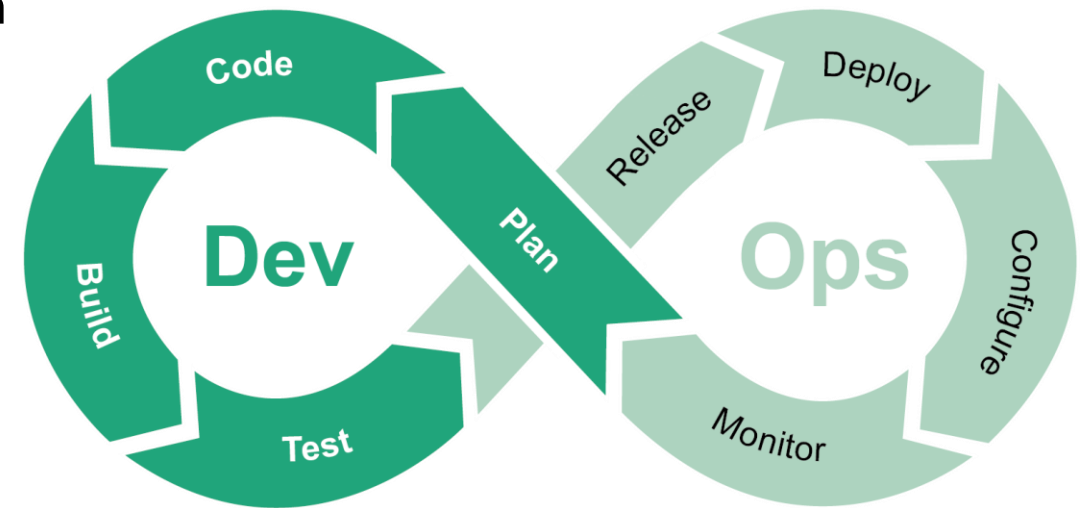 Code
Deploy
Release
Plan
Dev
Ops
Build
Configure
Test
Monitor